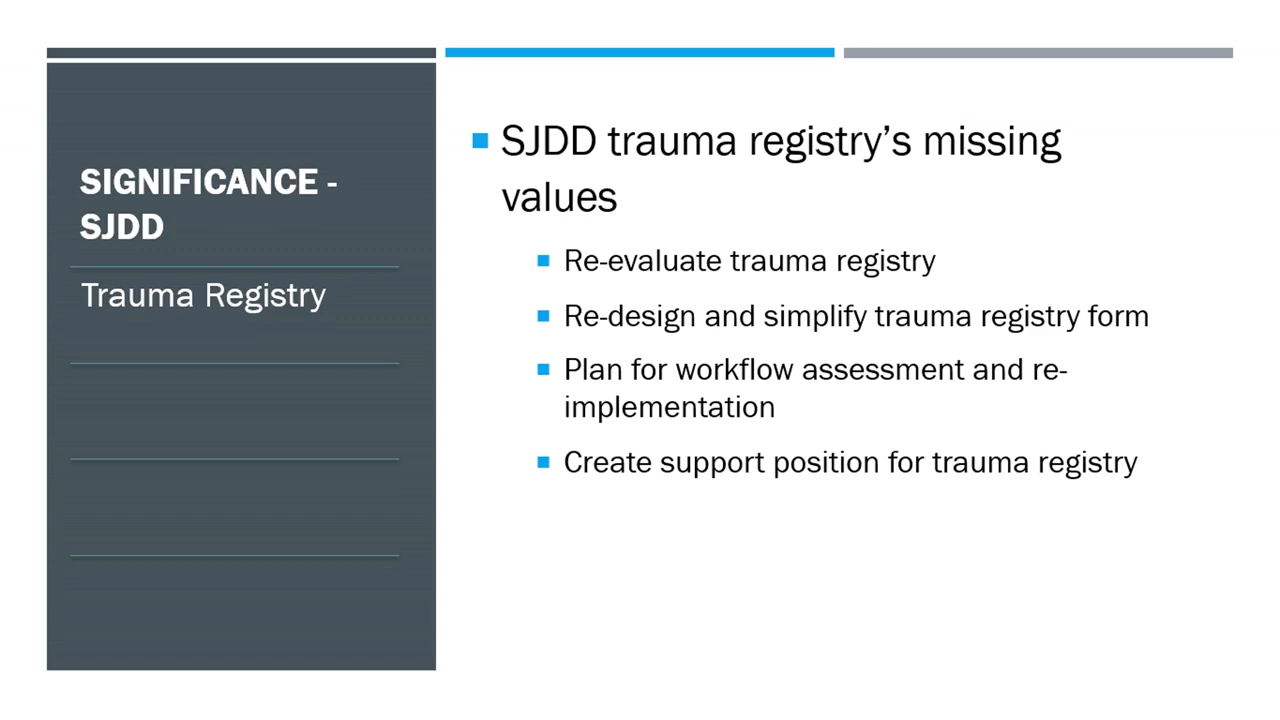 SIGNIFICANCE -
SJDD
Trauma Registry
SJDD trauma registry’s missing
values
Re-evaluate trauma registry
Re-design and simplify trauma registry form
Plan for workflow assessment and re-
implementation
Create support position for trauma registry